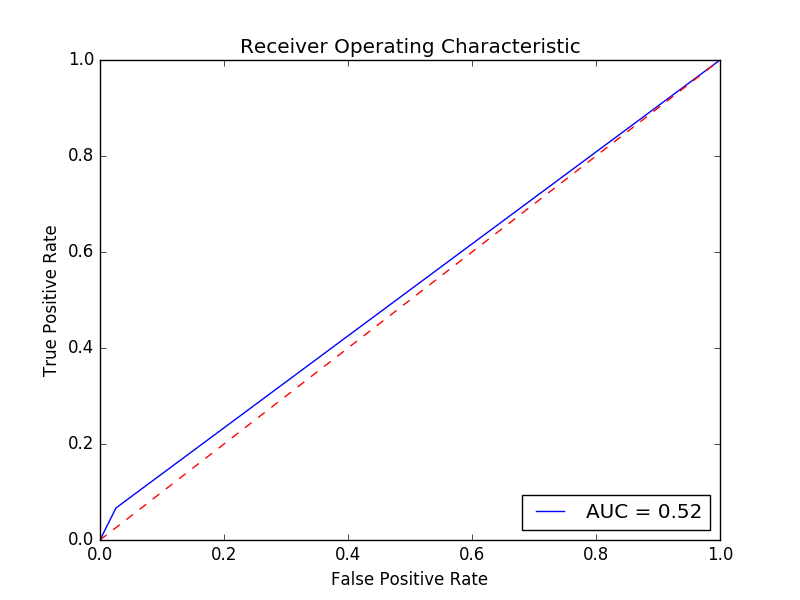 Receiver Operating Characteristic
1.0
0.8
0.6
0.4
0.2
0.0
True Positive Rate
AUC = 0.52
0.0 0.2 0.4 0.6 0.8 1.0
False Positive Rate